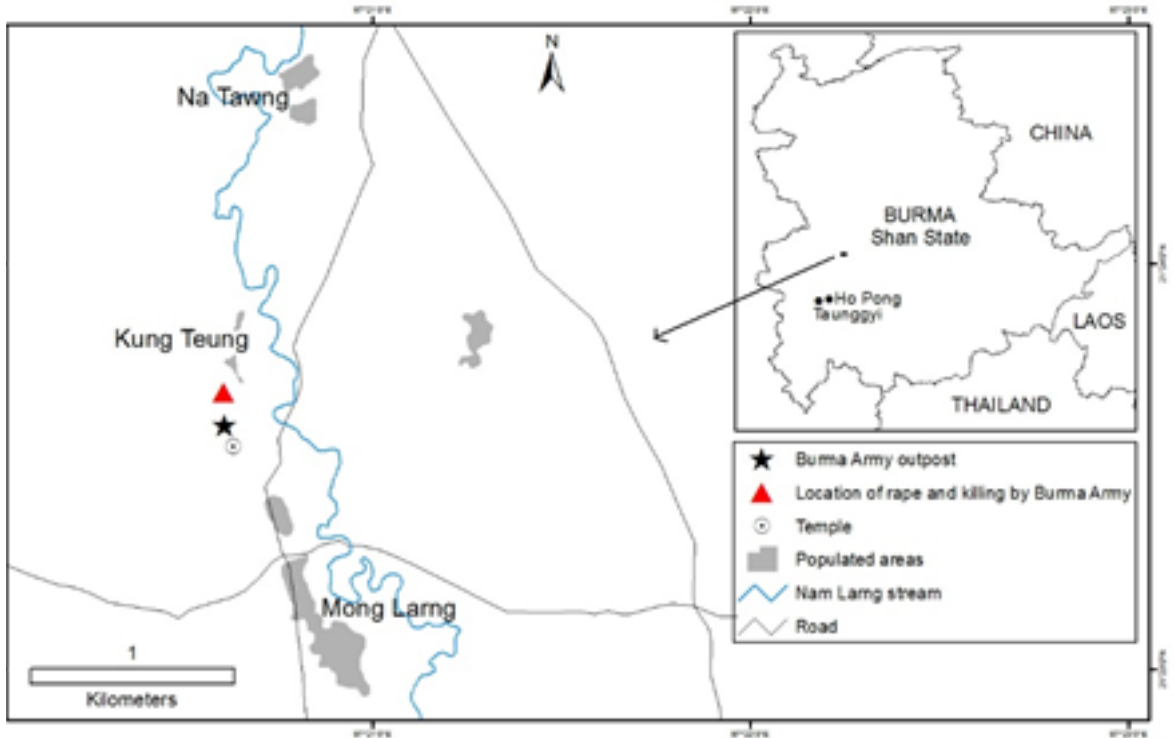 N
Na Tawng
CHINA
BURMA
Shan State
Ho Pong
Taunggyi
LAOS
THAILAND
Kung Teung
Mong Larng
Burma Army outpost
Location of rape and killing by Burma Army
Temple
Populated areas
Nam Larng stream
Road
1
Kilometers